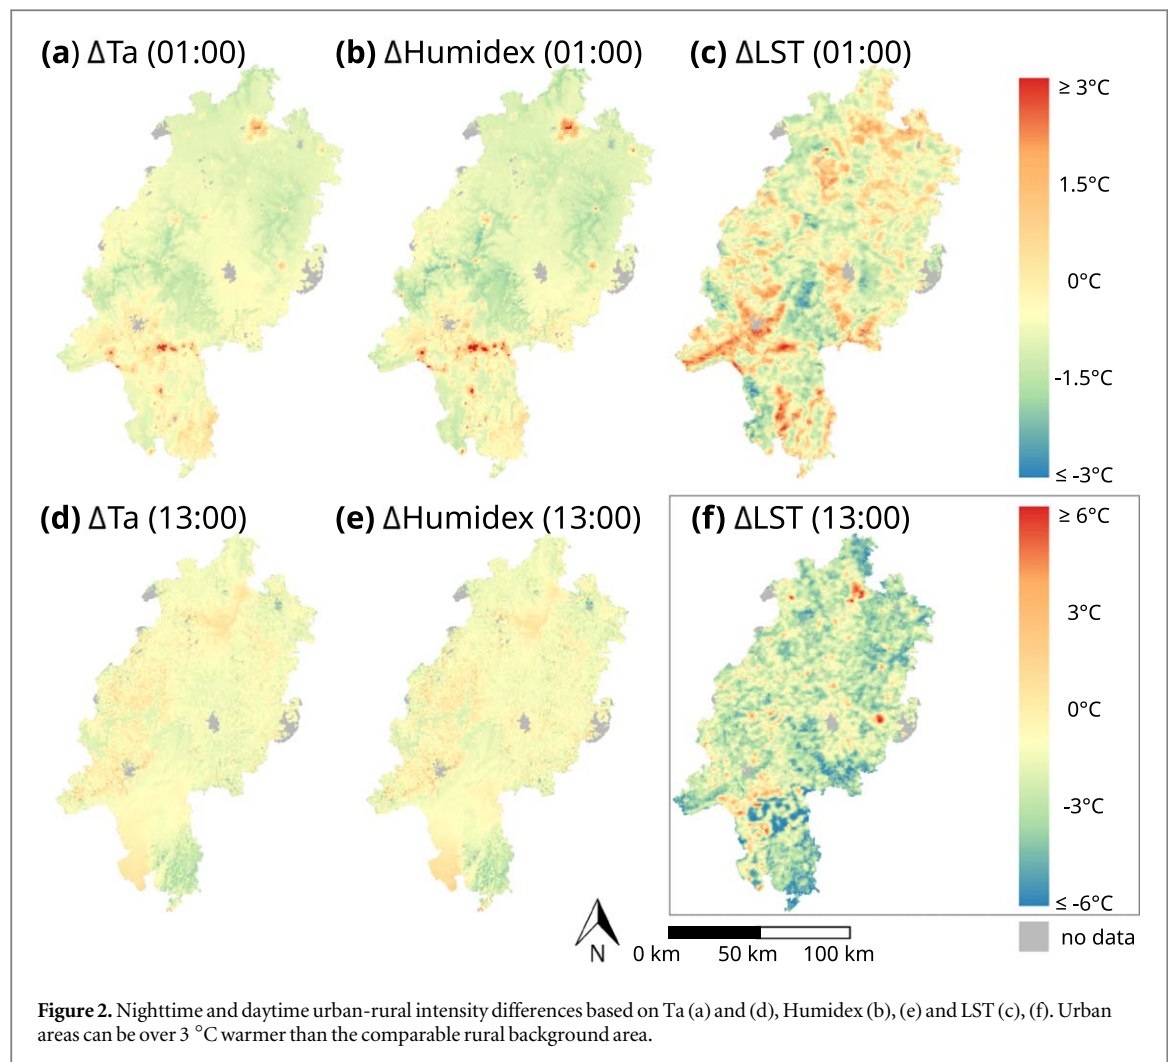 (a) ΔTa (01:00)
(b) ΔHumidex (01:00)
(c) ΔLST (01:00)
≥ 3°C
1.5°C
0°C
-1.5°C
≤ -3°C
(d) ΔTa (13:00)
(e) ΔHumidex (13:00)
(f) ΔLST (13:00)
≥ 6°C
3°C
0°C
-3°C
≤ -6°C
N
0 km 50 km 100 km
no data
Figure 2. Nighttime and daytime urban-rural intensity differences based on Ta (a) and (d), Humidex (b), (e) and LST (c), (f). Urban
areas can be over 3 °C warmer than the comparable rural background area.